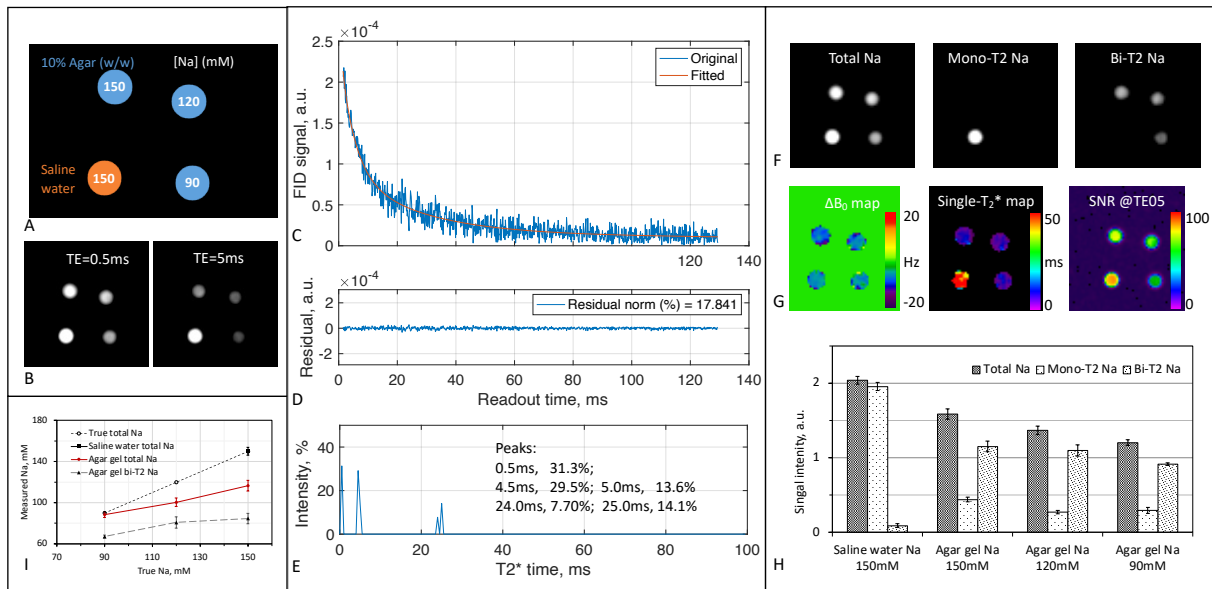 10% Agar (w/w)
[Na] (mM)
150
120
Saline
water
150
90
A
TE=0.5ms
TE=5ms
B
×10-4
2.5
2
1.5
1
0.5
0
FID signal, a.u.
Original
Fitted
C
120
140
×10-4
2
0
-2
Residual, a.u.
Residual norm (%) = 17.841
0
20
40
60
80
100
120
140
D
Readout time, ms
40
20
0
Intensity, %
Peaks:
0.5ms, 31.3%;
4.5ms, 29.5%; 5.0ms, 13.6%
24.0ms, 7.70%; 25.0ms, 14.1%
0
20
40
60
80
100
E
T2* time, ms
Total Na
Mono-T2 Na
Bi-T2 Na
F
ΔB0 map
20
Hz
-20
Single-T2* map
50
ms
0
SNR @TE05
100
0
G
Total Na
Mono-T2 Na
Bi-T2 Na
2
1
0
Singal intenity, a.u.
Saline water Na
150mM
Agar gel Na
150mM
Agar gel Na
120mM
Agar gel Na
90mM
H
180
150
120
90
60
Measured Na, mM
True total Na
Saline water total Na
Agar gel total Na
Agar gel bi-T2 Na
70
90
110
130
150
True Na, mM
I